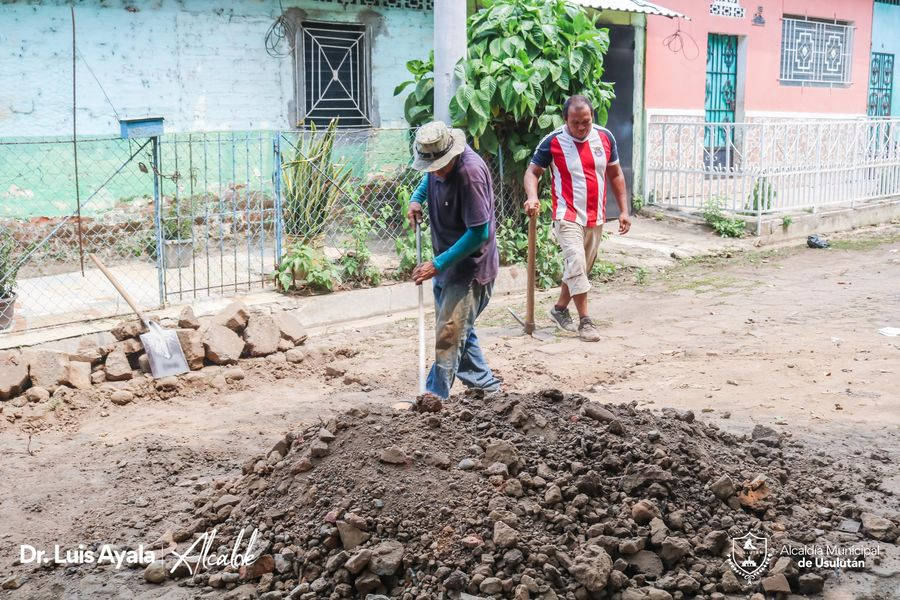 Dr. Luis Ayala | Alcalde
Alcaldía Municipal
de Usulután